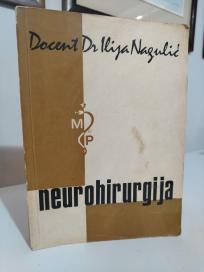 Docent Dr Ilija Nagulić
M
P
neurohirurgija